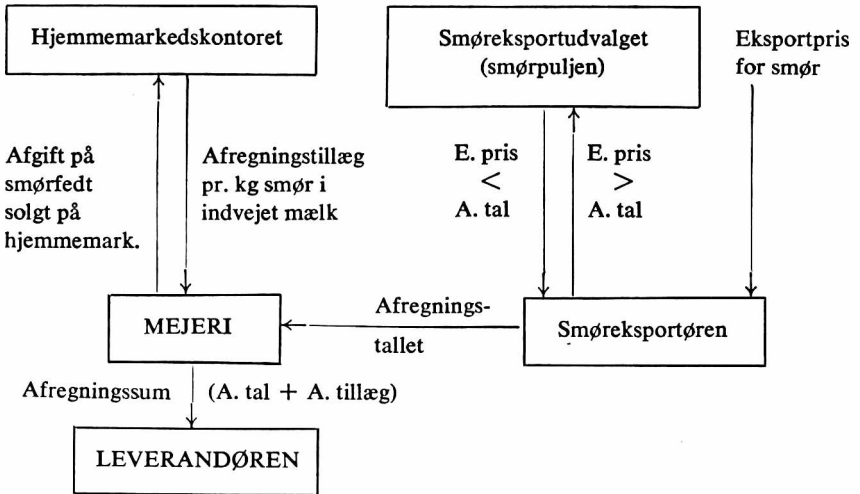 Hjemmemarkedskontoret
Smøreksportudvalget
(smørpuljen)
Eksportpris
for smør
Afgift på
smørfedt
solgt på
hjemmemark.
Afregningstillæg
pr. kg smør i
indvejet mælk
E. pris
<
A. tal
E. pris
>
A. tal
MEJERI
Afregnings-
tallet
Smøreksportøren
Afregningssum (A. tal + A. tillæg)
LEVERANDØREN